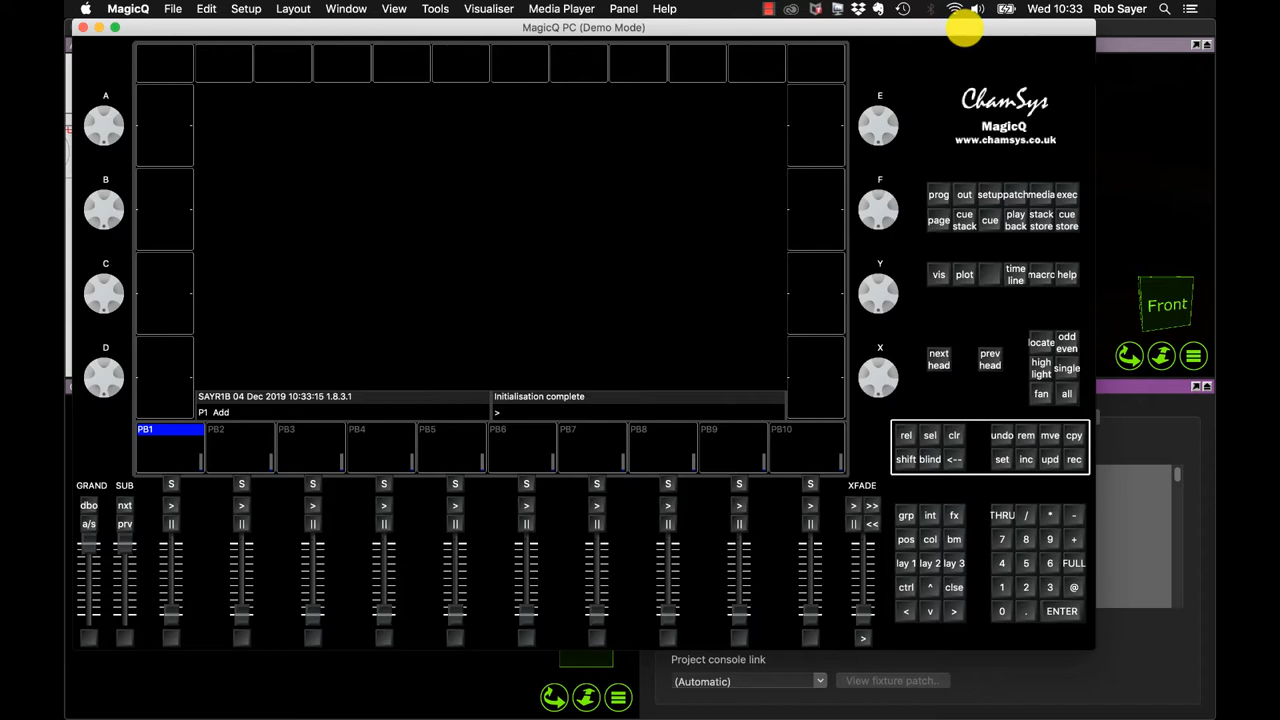 MagicQ File Edit Setup Layout Window View Tools Visualiser Media Player Panel Help Wed 10:33 Rob Sayer
MagicQ PC (Demo Mode)
A
E
ChamSys
MagicQ
www.chamsys.co.uk
B
F
prog out setup patch media exec
page cue stack cue play back stack store cue store
C
Y
vis plot time line macro help
Front
D
X
next head prev head locate odd even
high light single
fan all
SAYR1B 04 Dec 2019 10:33:15 1.8.3.1 Initialisation complete
P1 Add >
PB1 PB2 PB3 PB4 PB5 PB6 PB7 PB8 PB9 PB10
rel sel clr undo rem mve cpy
shift blind <-- set inc upd rec
GRAND SUB S S S S S S S S S S XFADE
dbo nxt > > > > > > > > > > > >>
a/s prv || || || || || || || || || || || <<
grp int fx THRU / * -
pos col bm 7 8 9 +
lay 1 lay 2 lay 3 4 5 6 FULL
ctrl ^ clse 1 2 3 @
< v > 0 . ENTER
>
Project console link
(Automatic) View fixture patch..